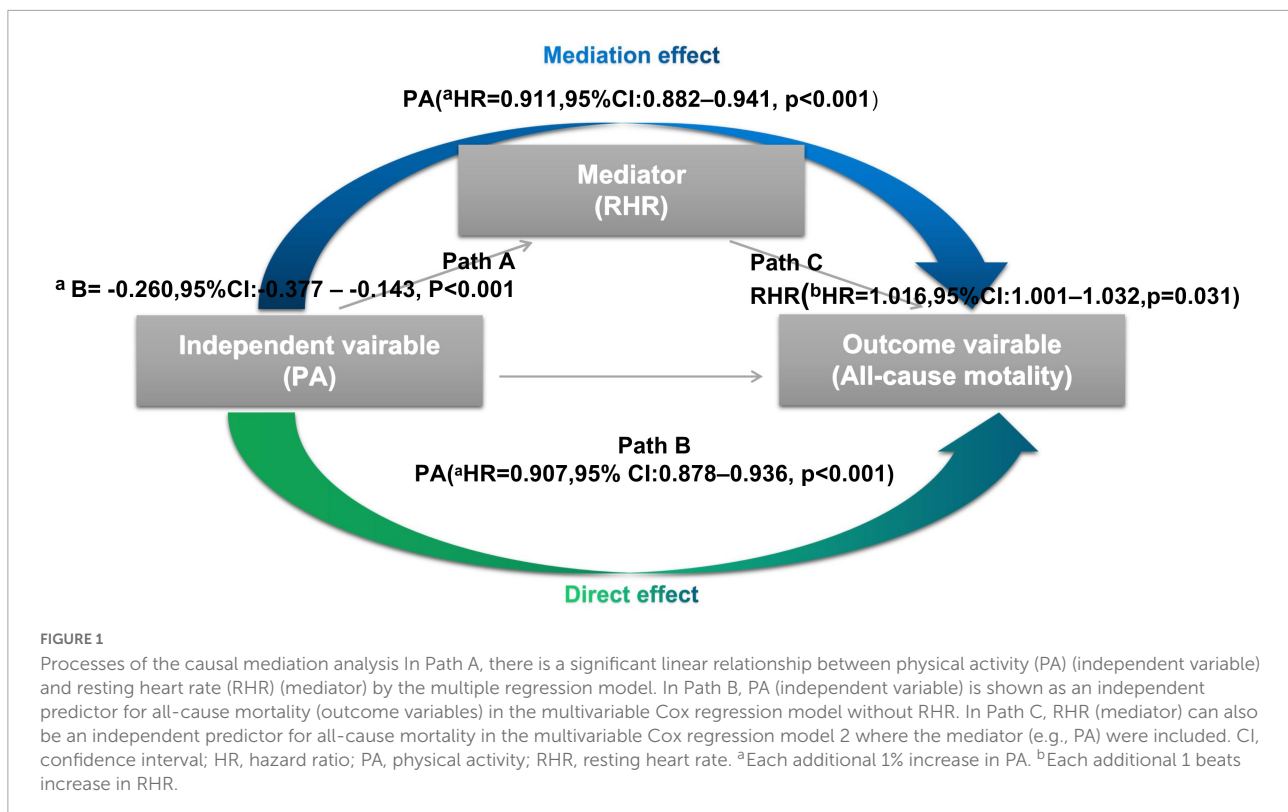 Mediation effect
PA(ᵃHR=0.911,95%CI:0.882–0.941, p<0.001)
Mediator
(RHR)
Path A
ᵃ B= -0.260,95%CI:-0.377 – -0.143, P<0.001
Path C
RHR(ᵇHR=1.016,95%CI:1.001–1.032,p=0.031)
Independent vairable
(PA)
Outcome vairable
(All-cause motality)
Path B
PA(ᵃHR=0.907,95% CI:0.878–0.936, p<0.001)
Direct effect
FIGURE 1
Processes of the causal mediation analysis In Path A, there is a significant linear relationship between physical activity (PA) (independent variable)
and resting heart rate (RHR) (mediator) by the multiple regression model. In Path B, PA (independent variable) is shown as an independent
predictor for all-cause mortality (outcome variables) in the multivariable Cox regression model without RHR. In Path C, RHR (mediator) can also
be an independent predictor for all-cause mortality in the multivariable Cox regression model 2 where the mediator (e.g., PA) were included. CI,
confidence interval; HR, hazard ratio; PA, physical activity; RHR, resting heart rate. ᵃEach additional 1% increase in PA. ᵇEach additional 1 beats
increase in RHR.